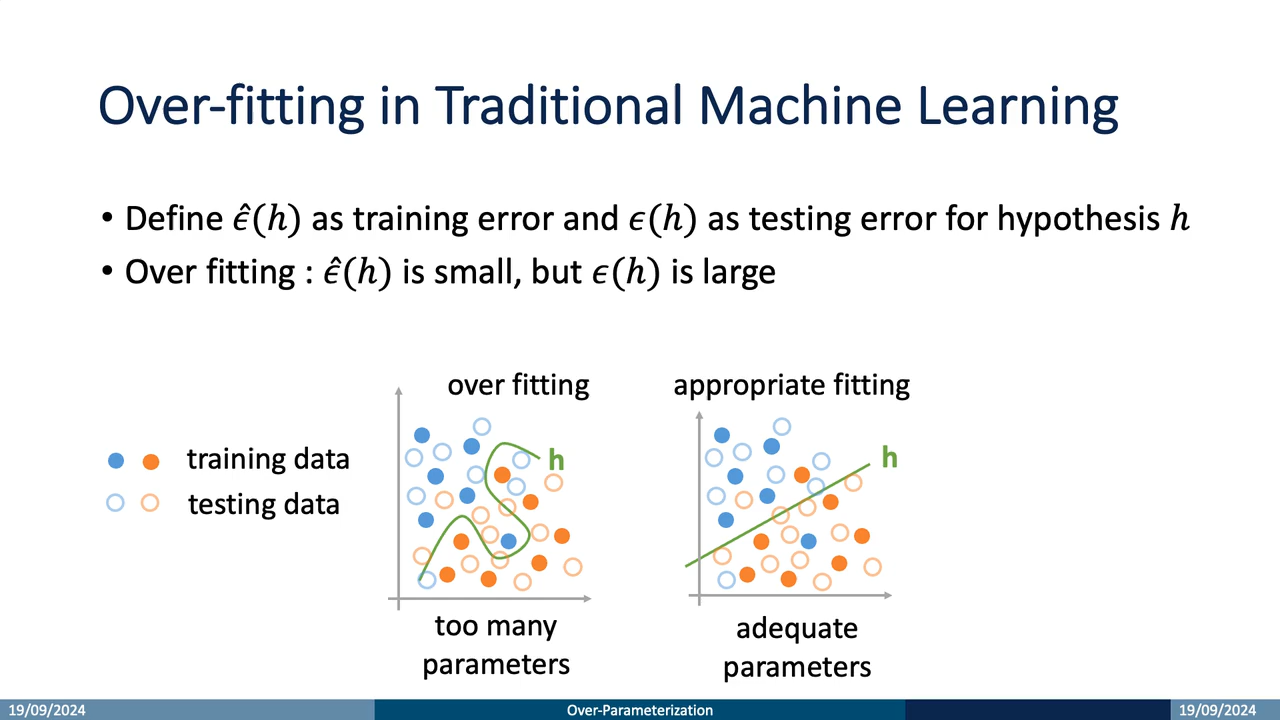 Over-fitting in Traditional Machine Learning
• Define ϵ̂(h) as training error and ϵ(h) as testing error for hypothesis h
• Over fitting : ϵ̂(h) is small, but ϵ(h) is large
over fitting
appropriate fitting
training data
testing data
h
h
too many
parameters
adequate
parameters
19/09/2024
Over-Parameterization
19/09/2024